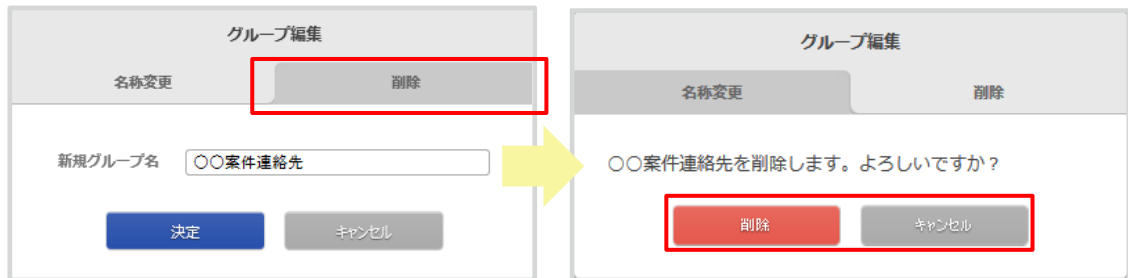 グループ編集
名称変更 削除
新規グループ名 〇〇案件連絡先
決定 キャンセル
グループ編集
名称変更 削除
〇〇案件連絡先を削除します。よろしいですか？
削除 キャンセル